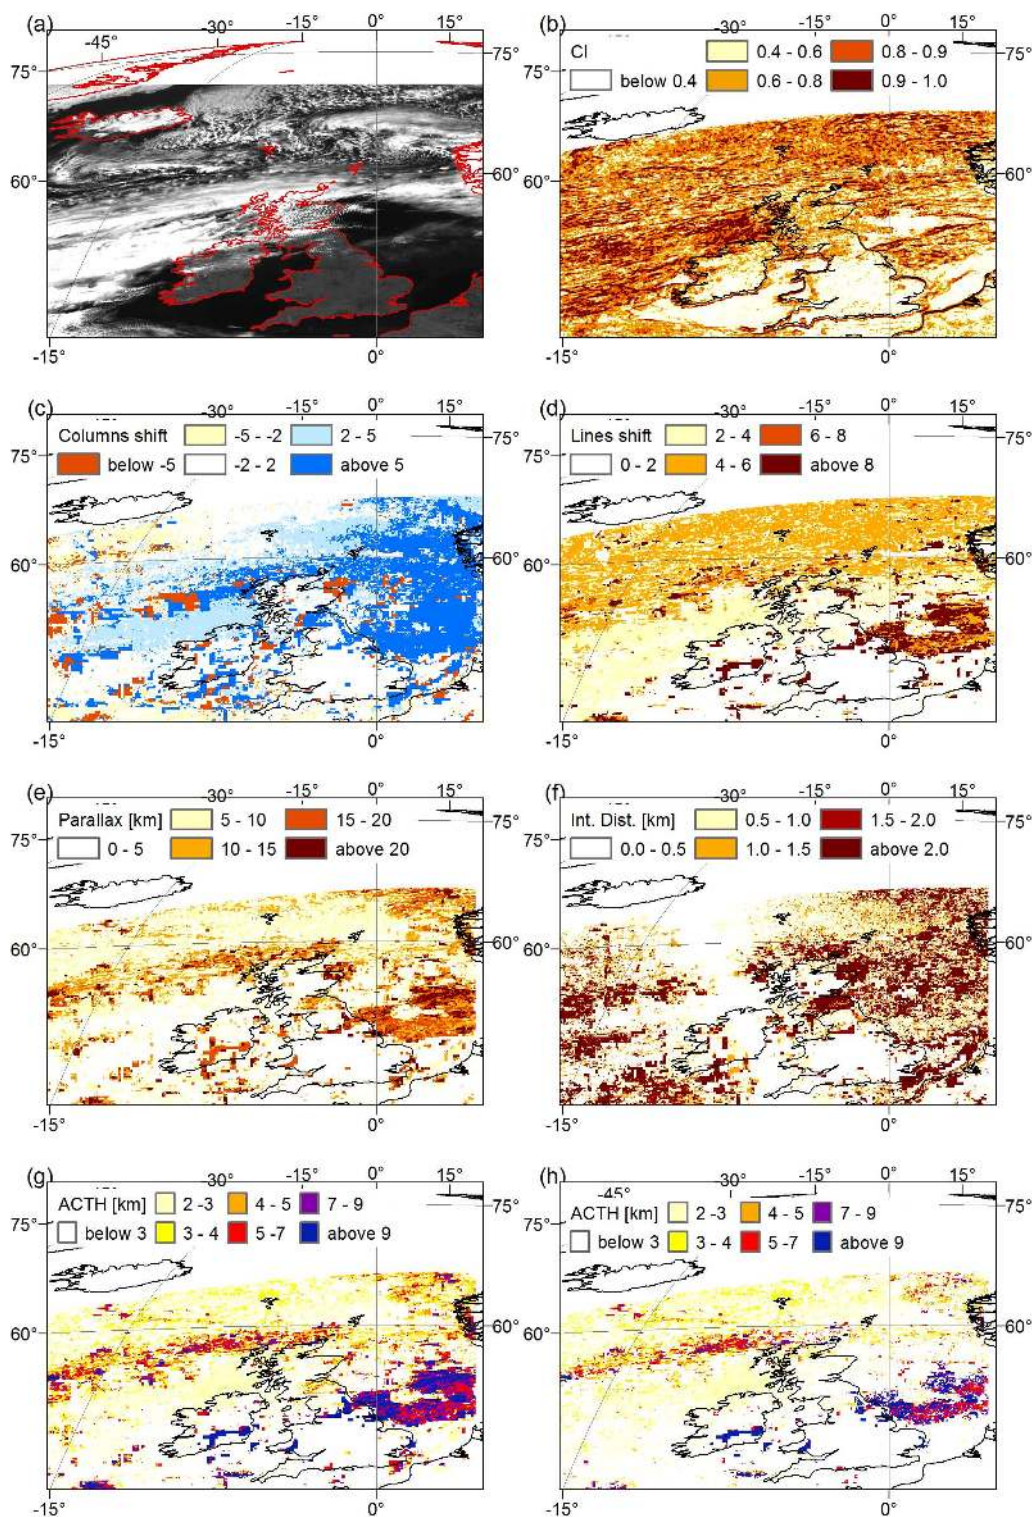 (a) -30° -15° 0° (b) -30° -15° 0°
-45° 15° CI 0.4 - 0.6 0.8 - 0.9 15°
75° 75° 75° below 0.4 0.6 - 0.8 0.9 - 1.0 75°
60° 60° 60° 60°
-15° 0° -15° 0°
(c) -30° -15° 0° 15° (d) -30° -15° 0° 15°
Columns shift -5 - -2 2 - 5 Lines shift 2 - 4 6 - 8
75° below -5 -2 - 2 above 5 75° 75° 0 - 2 4 - 6 above 8 75°
60° 60° 60° 60°
-15° 0° -15° 0°
(e) -30° -15° 0° 15° (f) -30° -15° 0° 15°
Parallax [km] 5 - 10 15 - 20 Int. Dist. [km] 0.5 - 1.0 1.5 - 2.0
75° 0 - 5 10 - 15 above 20 75° 75° 0.0 - 0.5 1.0 - 1.5 above 2.0 75°
60° 60° 60° 60°
-15° 0° -15° 0°
(g) -30° -15° 0° 15° (h) -45° -30° -15° 0° 15°
ACTH [km] 2 - 3 4 - 5 7 - 9 ACTH [km] 2 - 3 4 - 5 7 - 9
75° below 3 3 - 4 5 -7 above 9 75° 75° below 3 3 - 4 5 -7 above 9 75°
60° 60° 60° 60°
-15° 0° -15° 0°